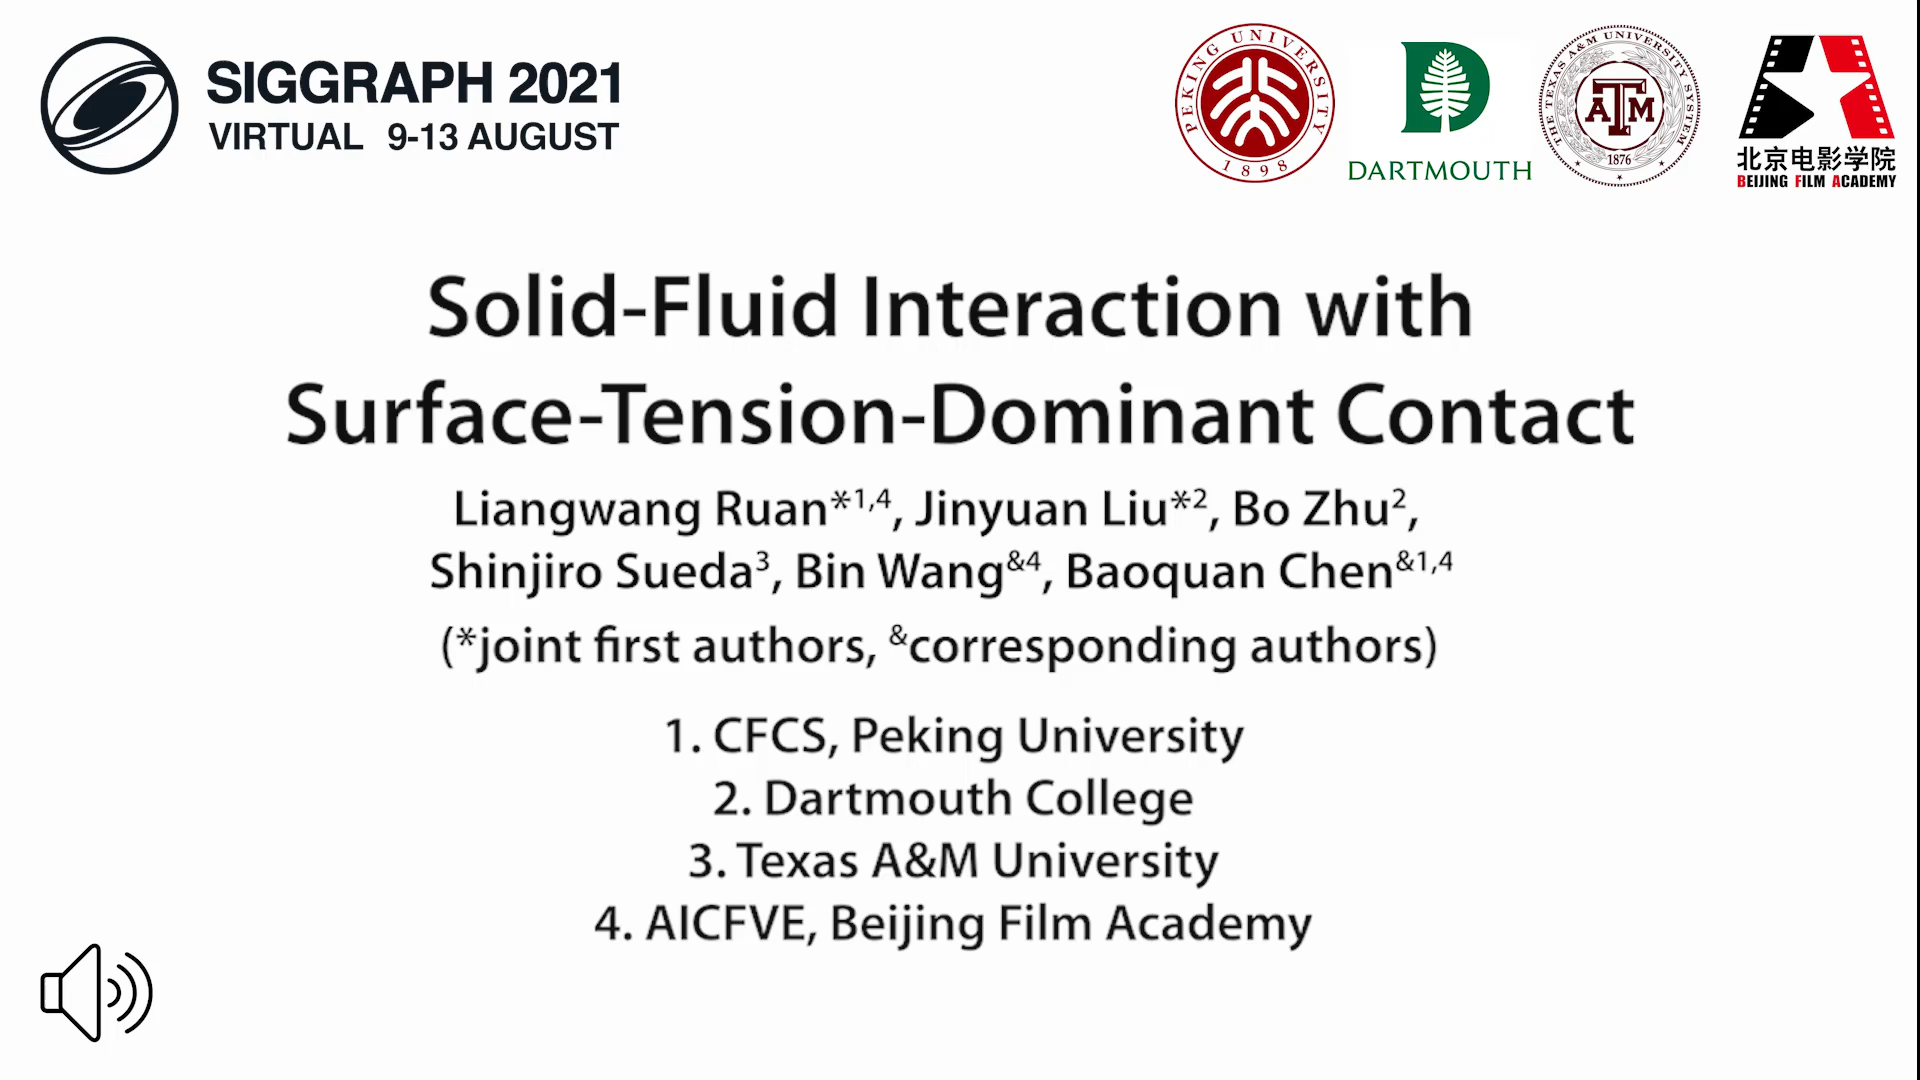 SIGGRAPH 2021
VIRTUAL 9-13 AUGUST
PEKING UNIVERSITY
1898
DARTMOUTH
THE TEXAS A&M UNIVERSITY SYSTEM
ATM
1876
北京电影学院
BEIJING FILM ACADEMY
Solid-Fluid Interaction with
Surface-Tension-Dominant Contact
Liangwang Ruan*1,4, Jinyuan Liu*2, Bo Zhu2,
Shinjiro Sueda3, Bin Wang&4, Baoquan Chen&1,4
(*joint first authors, &corresponding authors)
1. CFCS, Peking University
2. Dartmouth College
3. Texas A&M University
4. AICFVE, Beijing Film Academy